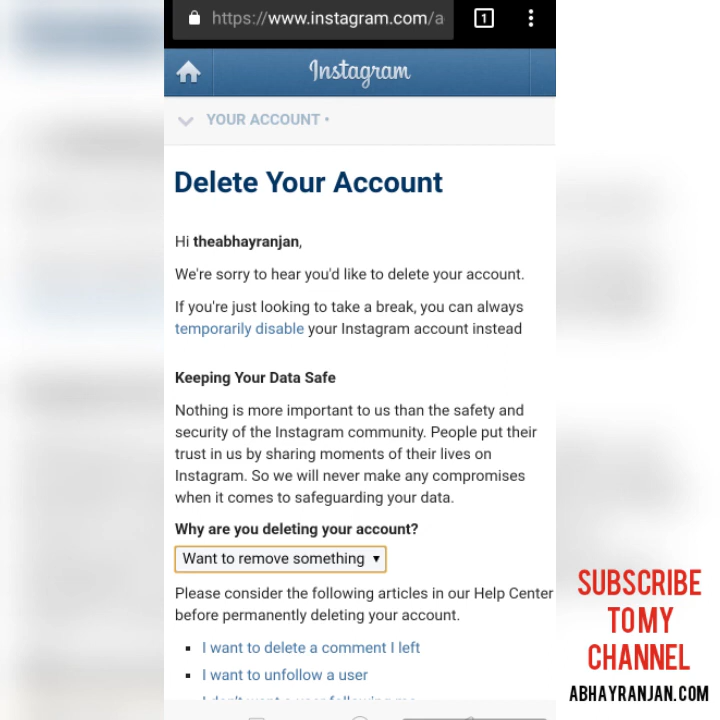 https://www.instagram.com/a
1
Instagram
YOUR ACCOUNT •
Delete Your Account
Hi theabhayranjan,
We're sorry to hear you'd like to delete your account.
If you're just looking to take a break, you can always
temporarily disable your Instagram account instead
Keeping Your Data Safe
Nothing is more important to us than the safety and
security of the Instagram community. People put their
trust in us by sharing moments of their lives on
Instagram. So we will never make any compromises
when it comes to safeguarding your data.
Why are you deleting your account?
Want to remove something
Please consider the following articles in our Help Center
before permanently deleting your account.
I want to delete a comment I left
I want to unfollow a user
SUBSCRIBE
TO MY
CHANNEL
ABHAYRANJAN.COM